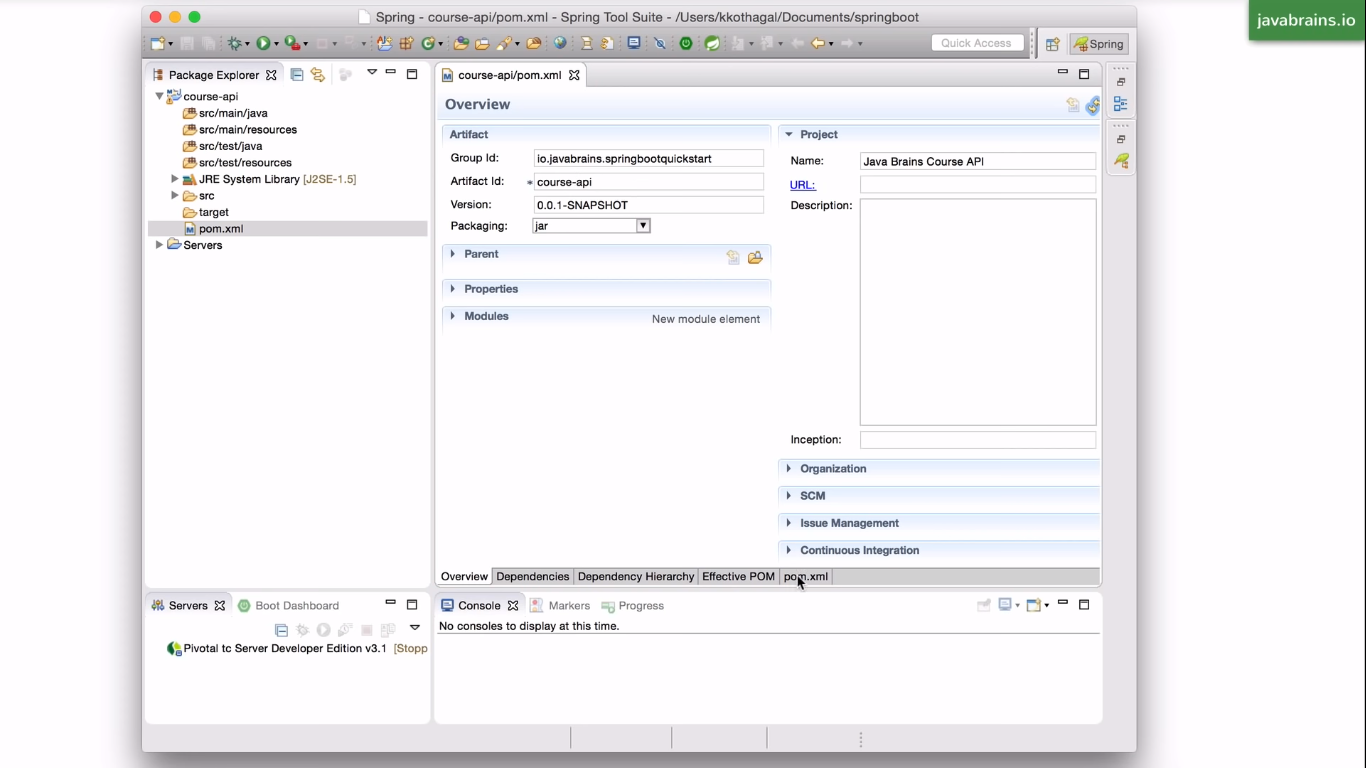 Spring - course-api/pom.xml - Spring Tool Suite - /Users/kkothagal/Documents/springboot
javabrains.io
Quick Access
Spring
Package Explorer
course-api
src/main/java
src/main/resources
src/test/java
src/test/resources
JRE System Library [J2SE-1.5]
src
target
pom.xml
Servers
course-api/pom.xml
Overview
Artifact
Group Id: io.javabrains.springbootquickstart
Artifact Id: * course-api
Version: 0.0.1-SNAPSHOT
Packaging: jar
Parent
Properties
Modules New module element
Project
Name: Java Brains Course API
URL:
Description:
Inception:
Organization
SCM
Issue Management
Continuous Integration
Overview Dependencies Dependency Hierarchy Effective POM pom.xml
Servers Boot Dashboard
Pivotal tc Server Developer Edition v3.1 [Stopp
Console Markers Progress
No consoles to display at this time.